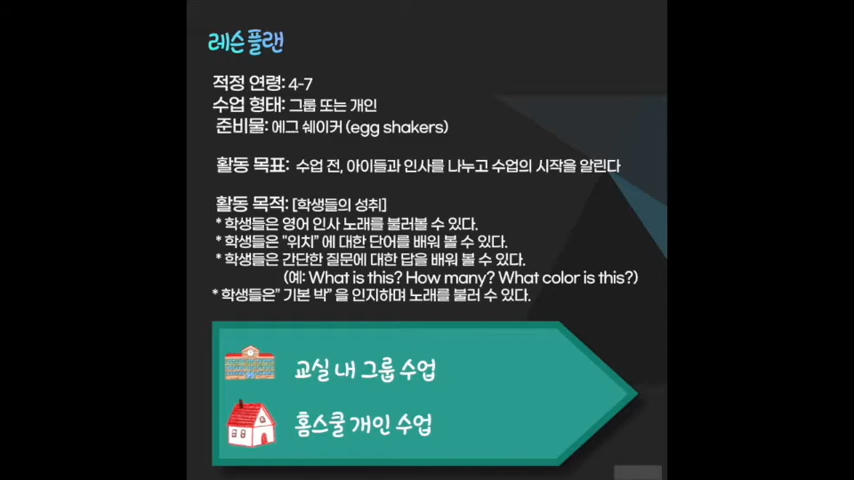 레슨플랜
적정 연령: 4-7
수업 형태: 그룹 또는 개인
준비물: 에그 쉐이커 (egg shakers)
활동 목표: 수업 전, 아이들과 인사를 나누고 수업의 시작을 알린다
활동 목적: [학생들의 성취]
* 학생들은 영어 인사 노래를 불러볼 수 있다.
* 학생들은 "위치" 에 대한 단어를 배워 볼 수 있다.
* 학생들은 간단한 질문에 대한 답을 배워 볼 수 있다.
(예: What is this? How many? What color is this?)
* 학생들은" 기본 박" 을 인지하며 노래를 불러 수 있다.
교실 내 그룹 수업
홈스쿨 개인 수업